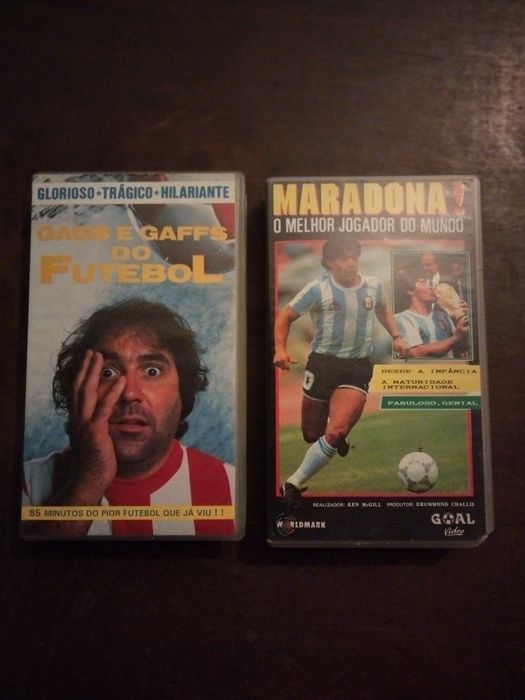 GLORIOSO★TRÁGICO★HILARIANTE
GAGS E GAFFS
DO
FUTEBOL
85 MINUTOS DO PIOR FUTEBOL QUE JÁ VIU ! !
MARADONA !
O MELHOR JOGADOR DO MUNDO
DESDE A INFÂNCIA
A MATURIDADE
INTERNACIONAL
FABULOSO, GENIAL
REALIZADOR: KEN McGILL PRODUTOR: DRUMMOND CHALLIS
WORLDMARK
GOAL
Video